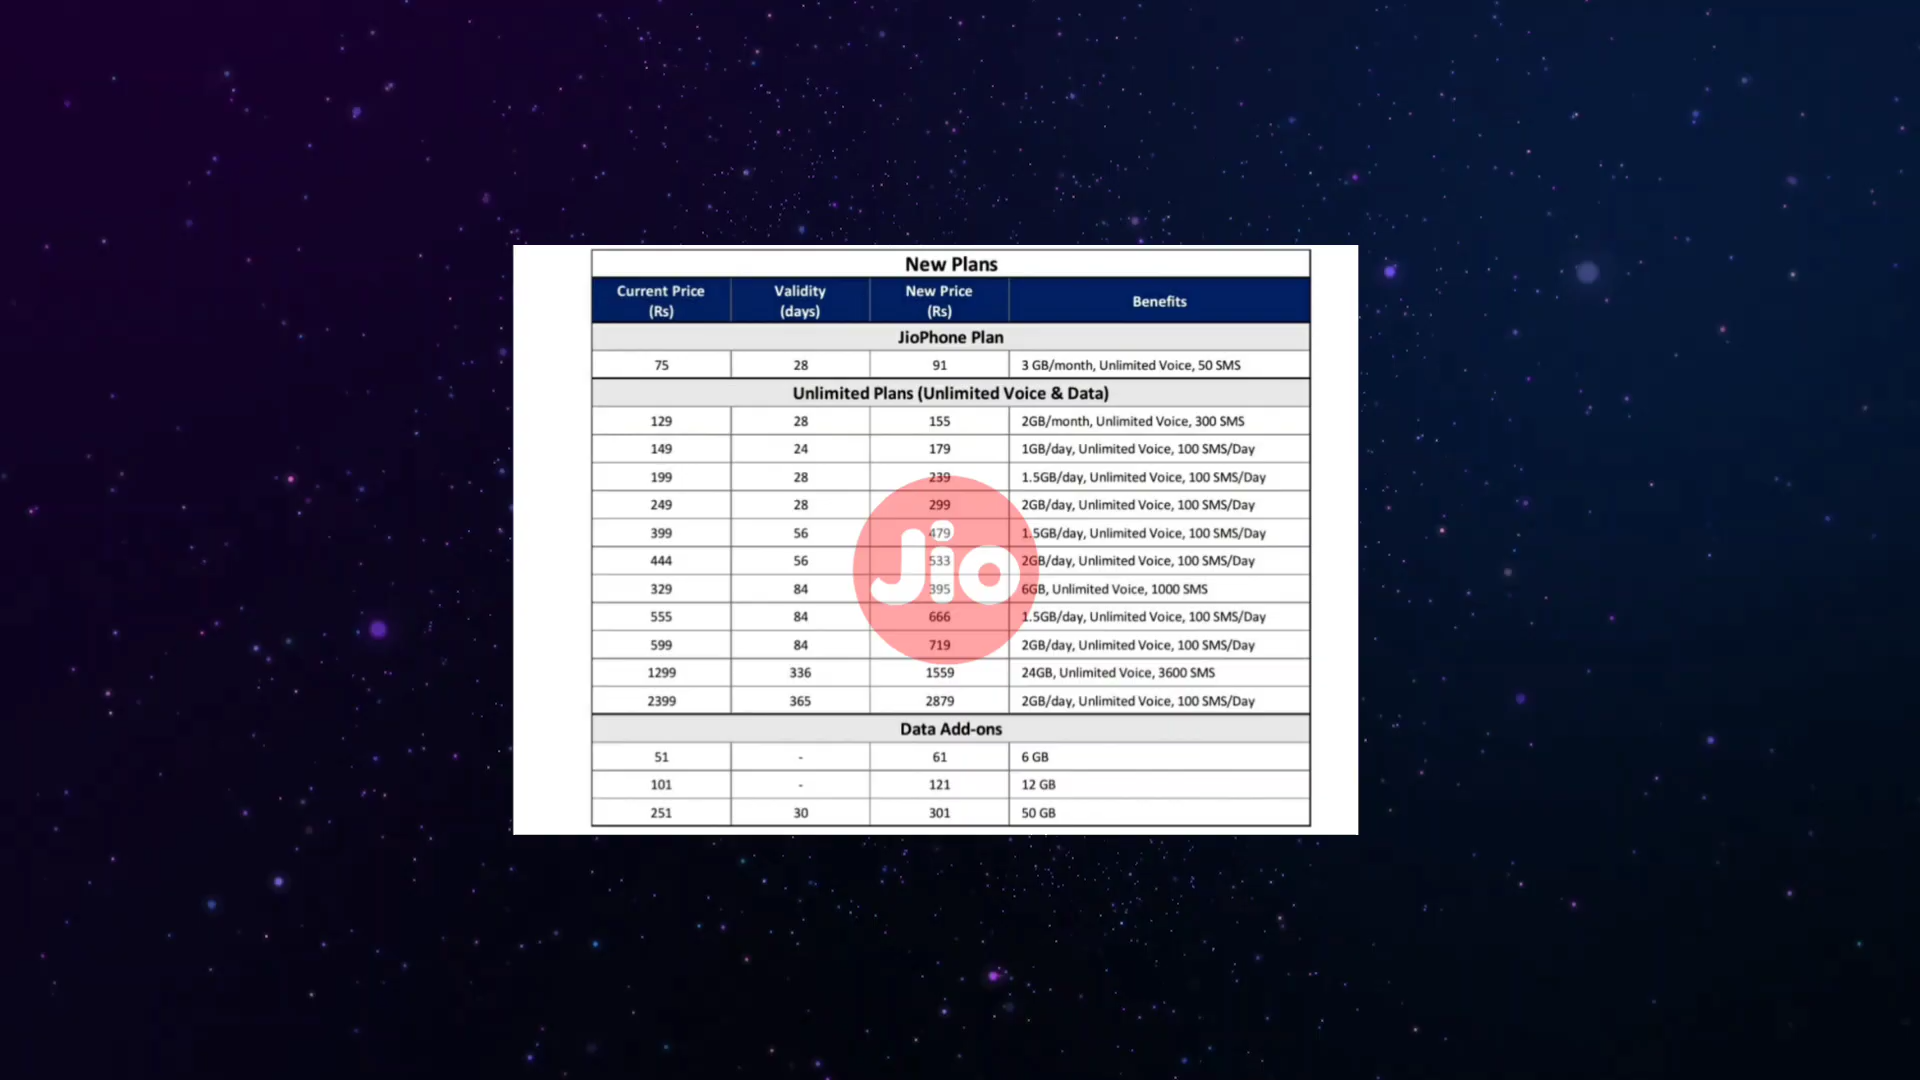 New Plans
Current Price (Rs) Validity (days) New Price (Rs) Benefits
JioPhone Plan
75 28 91 3 GB/month, Unlimited Voice, 50 SMS
Unlimited Plans (Unlimited Voice & Data)
129 28 155 2GB/month, Unlimited Voice, 300 SMS
149 24 179 1GB/day, Unlimited Voice, 100 SMS/Day
199 28 239 1.5GB/day, Unlimited Voice, 100 SMS/Day
249 28 299 2GB/day, Unlimited Voice, 100 SMS/Day
399 56 479 1.5GB/day, Unlimited Voice, 100 SMS/Day
444 56 533 2GB/day, Unlimited Voice, 100 SMS/Day
Jio
329 84 395 6GB, Unlimited Voice, 1000 SMS
555 84 666 1.5GB/day, Unlimited Voice, 100 SMS/Day
599 84 719 2GB/day, Unlimited Voice, 100 SMS/Day
1299 336 1559 24GB, Unlimited Voice, 3600 SMS
2399 365 2879 2GB/day, Unlimited Voice, 100 SMS/Day
Data Add-ons
51 - 61 6 GB
101 - 121 12 GB
251 30 301 50 GB